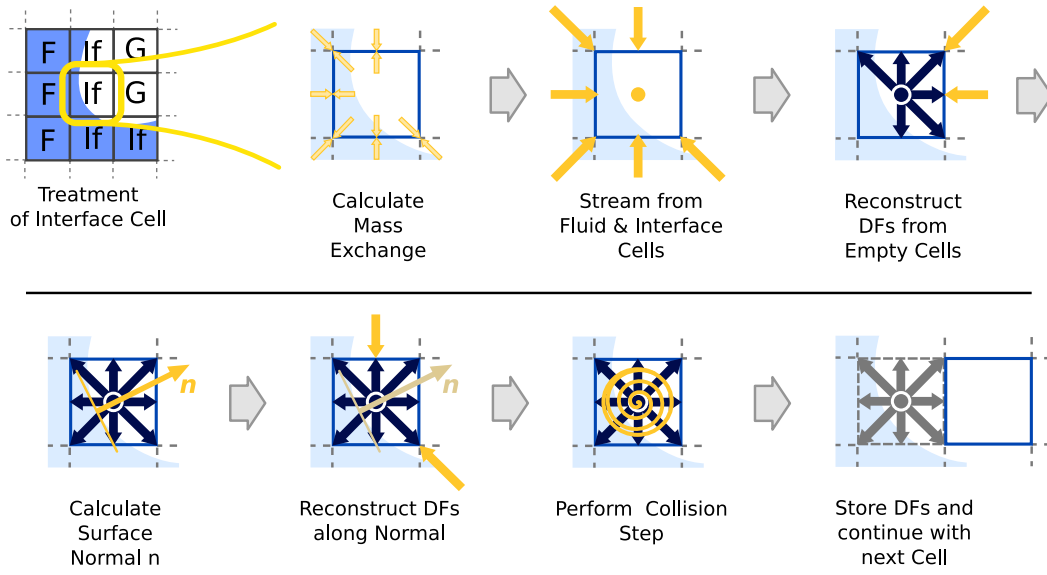 F If G
F If G
F If If
Treatment
of Interface Cell
Calculate
Mass
Exchange
Stream from
Fluid & Interface
Cells
Reconstruct
DFs from
Empty Cells
n
Calculate
Surface
Normal n
n
Reconstruct DFs
along Normal
Perform Collision
Step
Store DFs and
continue with
next Cell